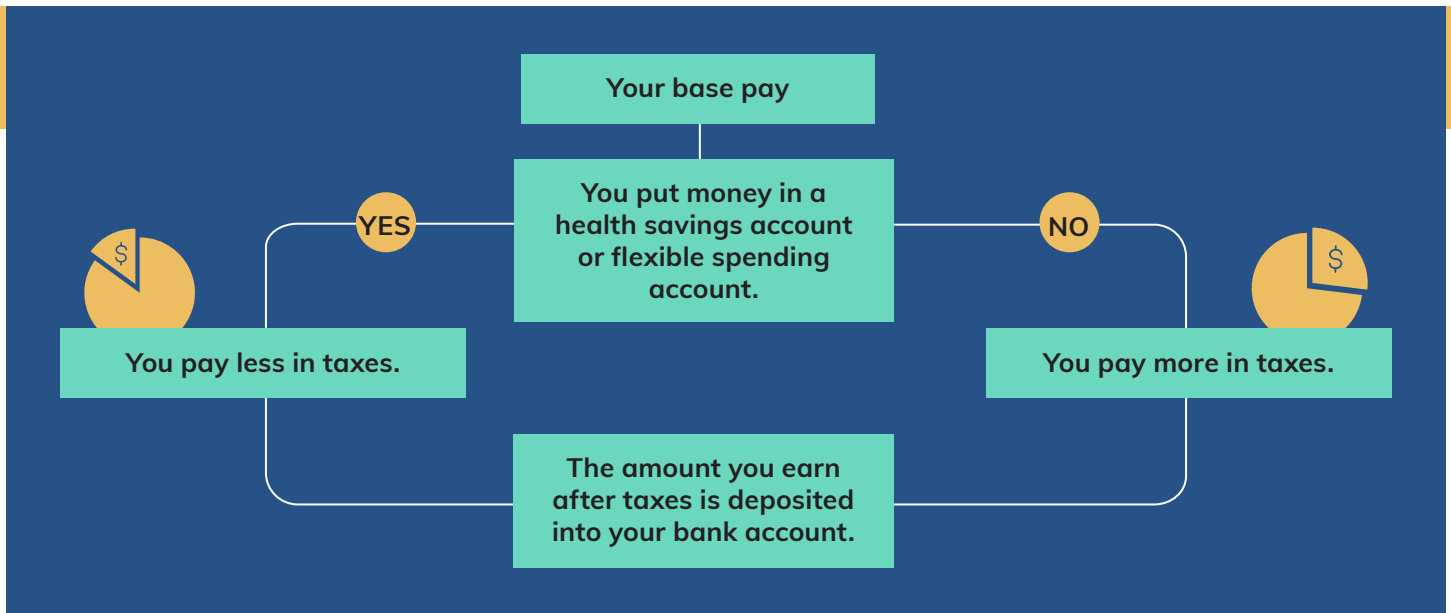 Your base pay
You put money in a
health savings account
or flexible spending
account.
YES
NO
$
$
You pay less in taxes.
You pay more in taxes.
The amount you earn
after taxes is deposited
into your bank account.